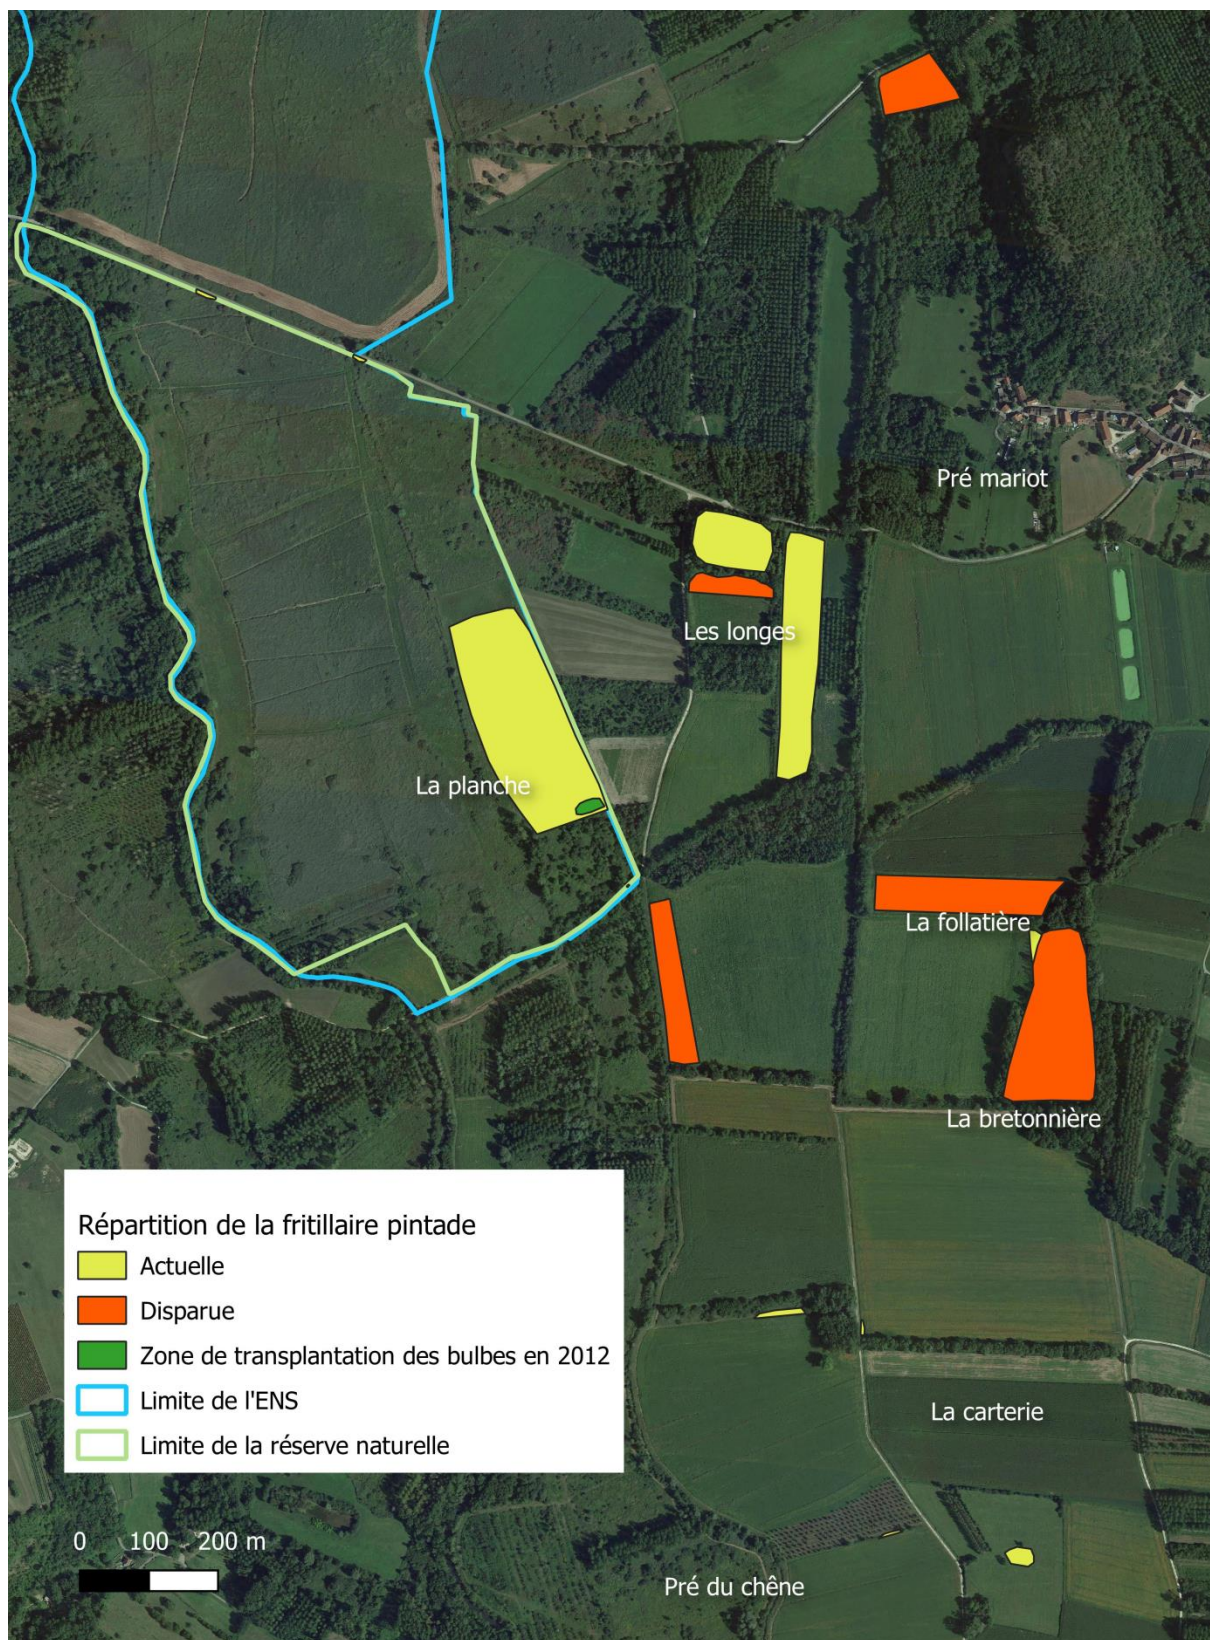 Pré mariot
Les longes
La planche
La follatière
La bretonnière
Répartition de la fritillaire pintade
Actuelle
Disparue
Zone de transplantation des bulbes en 2012
Limite de l'ENS
Limite de la réserve naturelle
La carterie
0 100 200 m
Pré du chêne